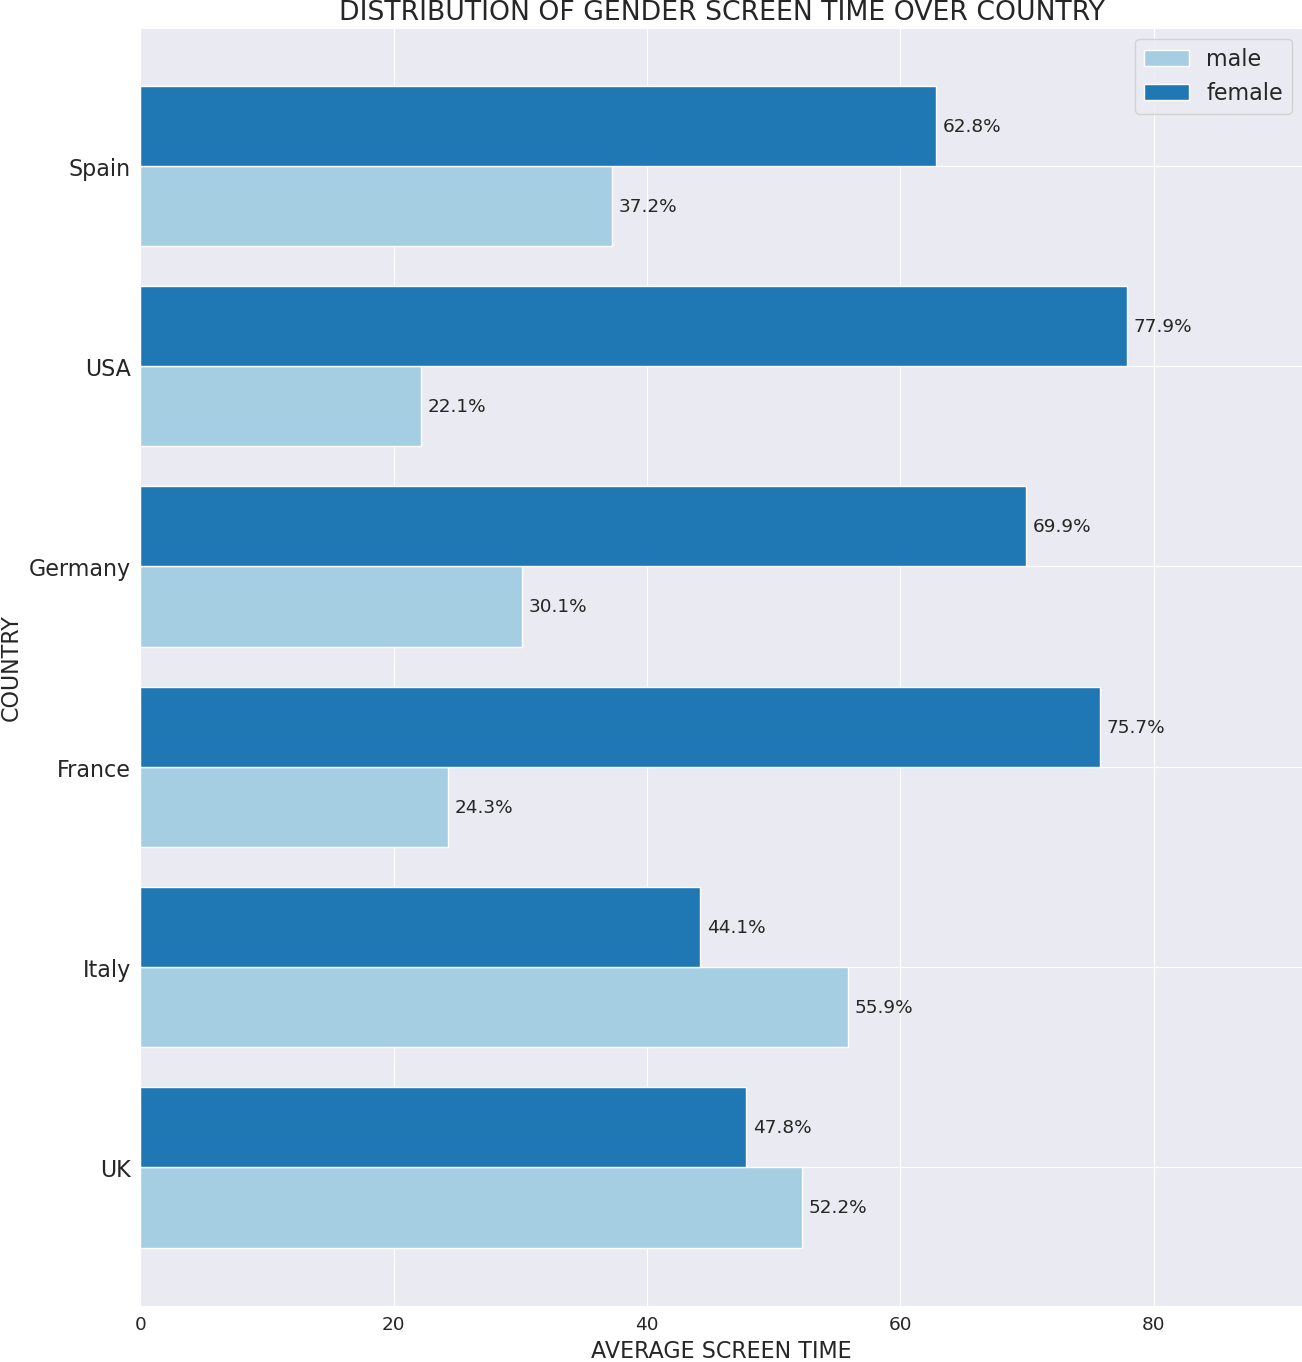 DISTRIBUTION OF GENDER SCREEN TIME OVER COUNTRY
male
female
Spain
62.8%
37.2%
USA
77.9%
22.1%
Germany
69.9%
30.1%
France
75.7%
24.3%
Italy
44.1%
55.9%
UK
47.8%
52.2%
COUNTRY
0 20 40 60 80
AVERAGE SCREEN TIME